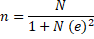 n = N / 1 + N (e)²